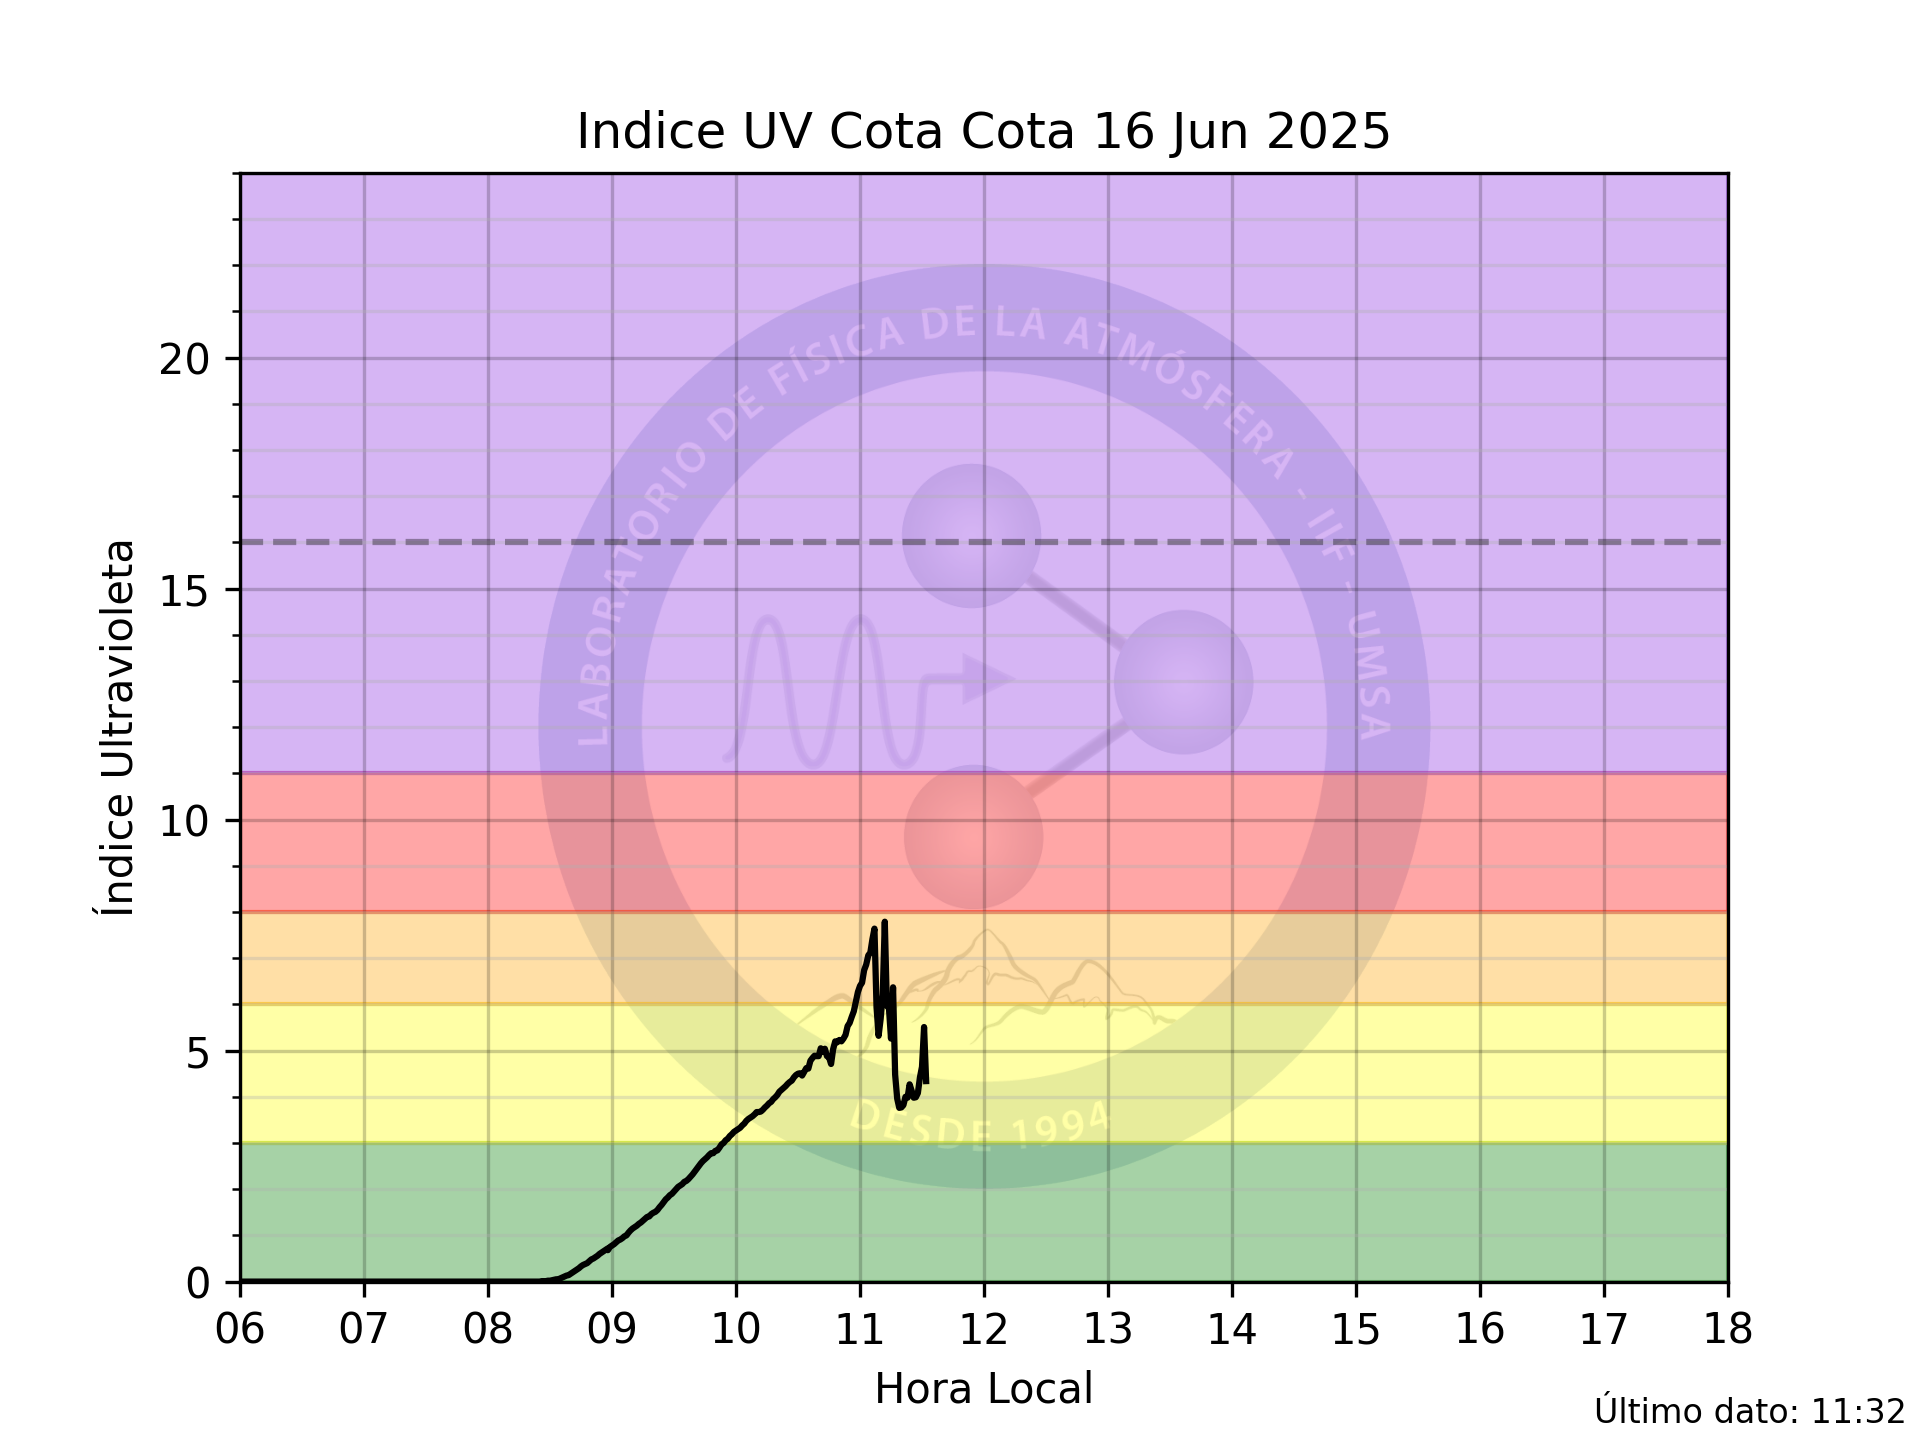 Indice UV Cota Cota 16 Jun 2025
LABORATORIO DE FÍSICA DE LA ATMÓSFERA - IIF - UMSA
DESDE 1994
Índice Ultravioleta
20
15
10
5
0
06 07 08 09 10 11 12 13 14 15 16 17 18
Hora Local
Último dato: 11:32